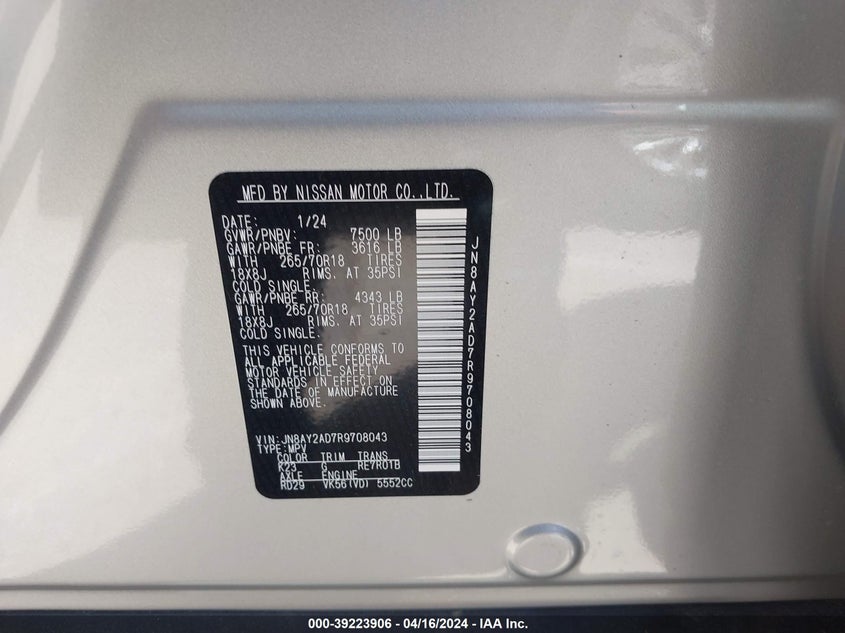 MFD BY NISSAN MOTOR CO.,LTD.
DATE: 1/24
GVWR/PNBV: 7500 LB
GAWR/PNBE FR: 3616 LB
WITH 265/70R18 TIRES
18X8J RIMS. AT 35PSI
COLD SINGLE.
GAWR/PNBE RR: 4343 LB
WITH 265/70R18 TIRES
18X8J RIMS. AT 35PSI
COLD SINGLE.
THIS VEHICLE CONFORMS TO
ALL APPLICABLE FEDERAL
MOTOR VEHICLE SAFETY
STANDARDS IN EFFECT ON
THE DATE OF MANUFACTURE
SHOWN ABOVE.
VIN:JN8AY2AD7R9708043
TYPE:MPV
COLOR TRIM TRANS
K23 G RE7R01B
AXLE ENGINE
RD29 VK56(VD) 5552CC
JN8AY2AD7R9708043
000-39223906 - 04/16/2024 - IAA Inc.